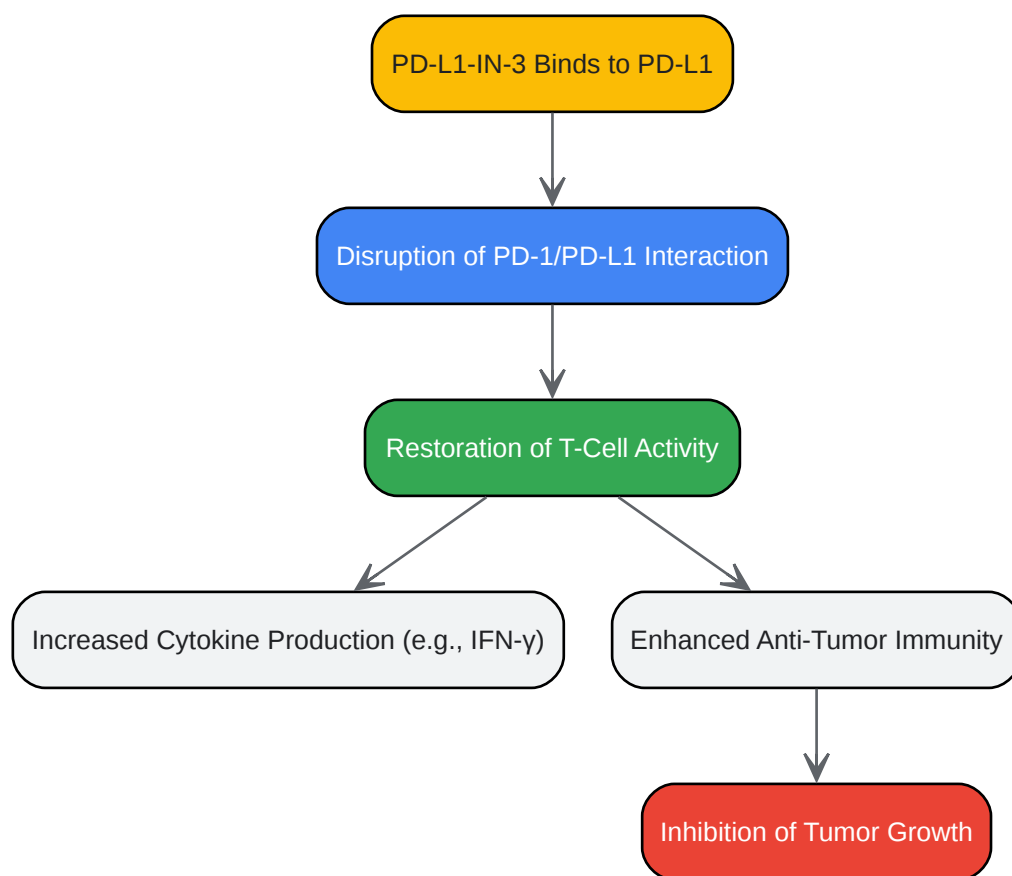 PD-L1-IN-3 Binds to PD-L1
Disruption of PD-1/PD-L1 Interaction
Restoration of T-Cell Activity
Increased Cytokine Production (e.g., IFN-γ)
Enhanced Anti-Tumor Immunity
Inhibition of Tumor Growth